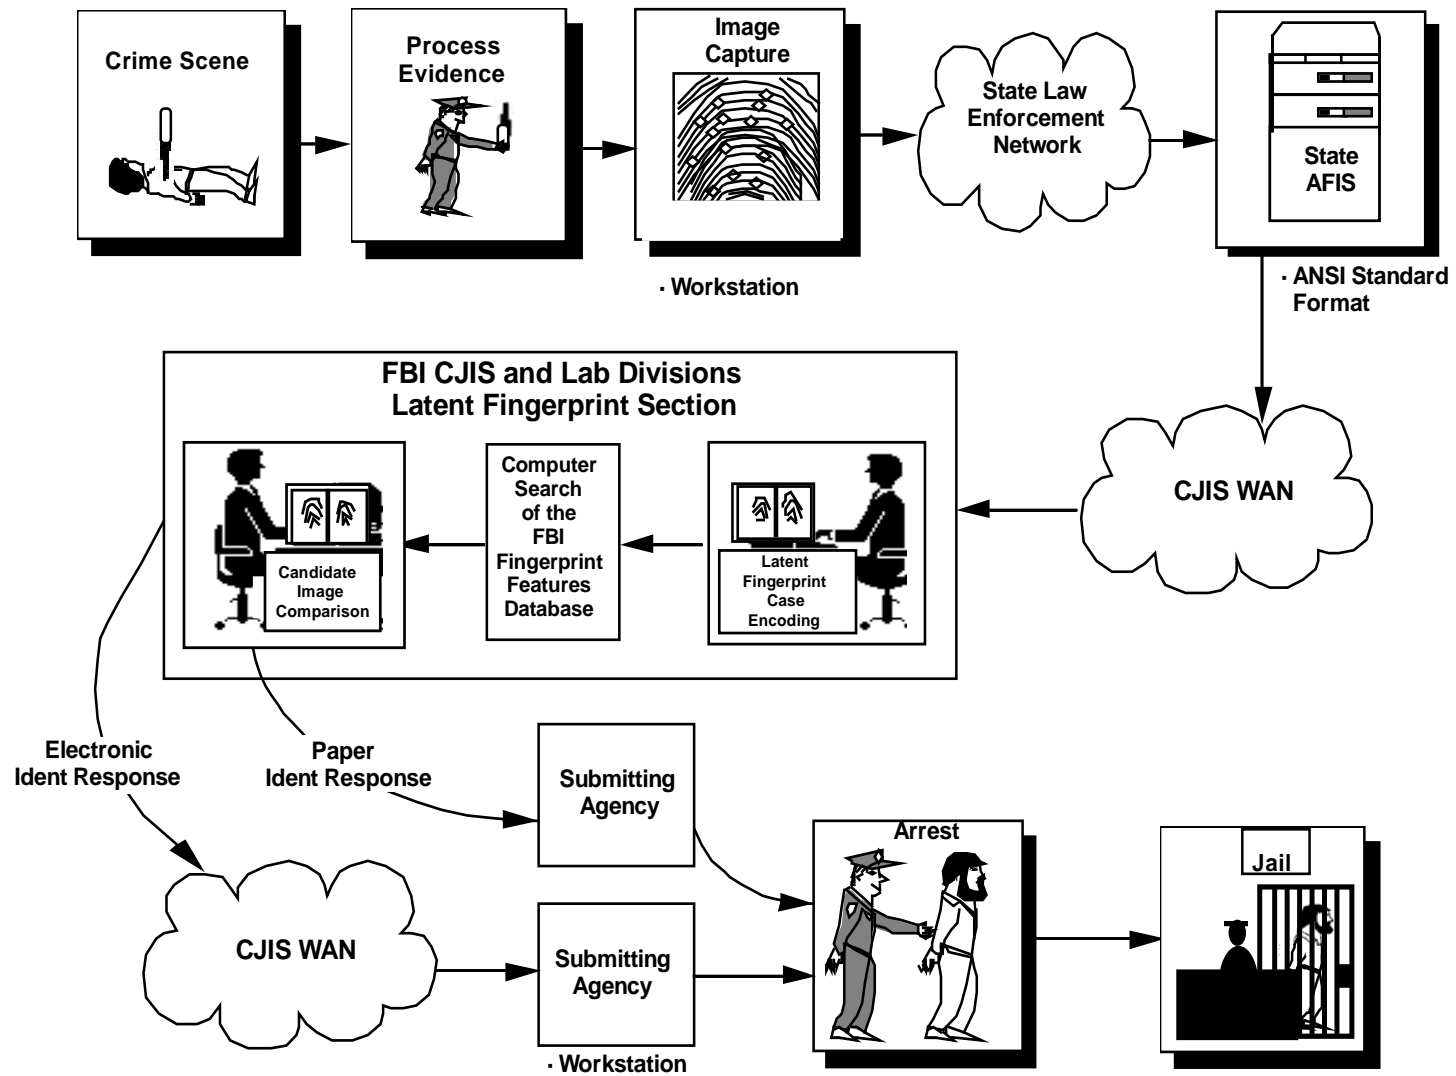 Crime Scene
Process
Evidence
Image
Capture
State Law
Enforcement
Network
State
AFIS
· Workstation
· ANSI Standard
Format
FBI CJIS and Lab Divisions
Latent Fingerprint Section
Candidate
Image
Comparison
Computer
Search
of the
FBI
Fingerprint
Features
Database
Latent
Fingerprint
Case
Encoding
CJIS WAN
Electronic
Ident Response
Paper
Ident Response
Submitting
Agency
Arrest
Jail
CJIS WAN
Submitting
Agency
· Workstation